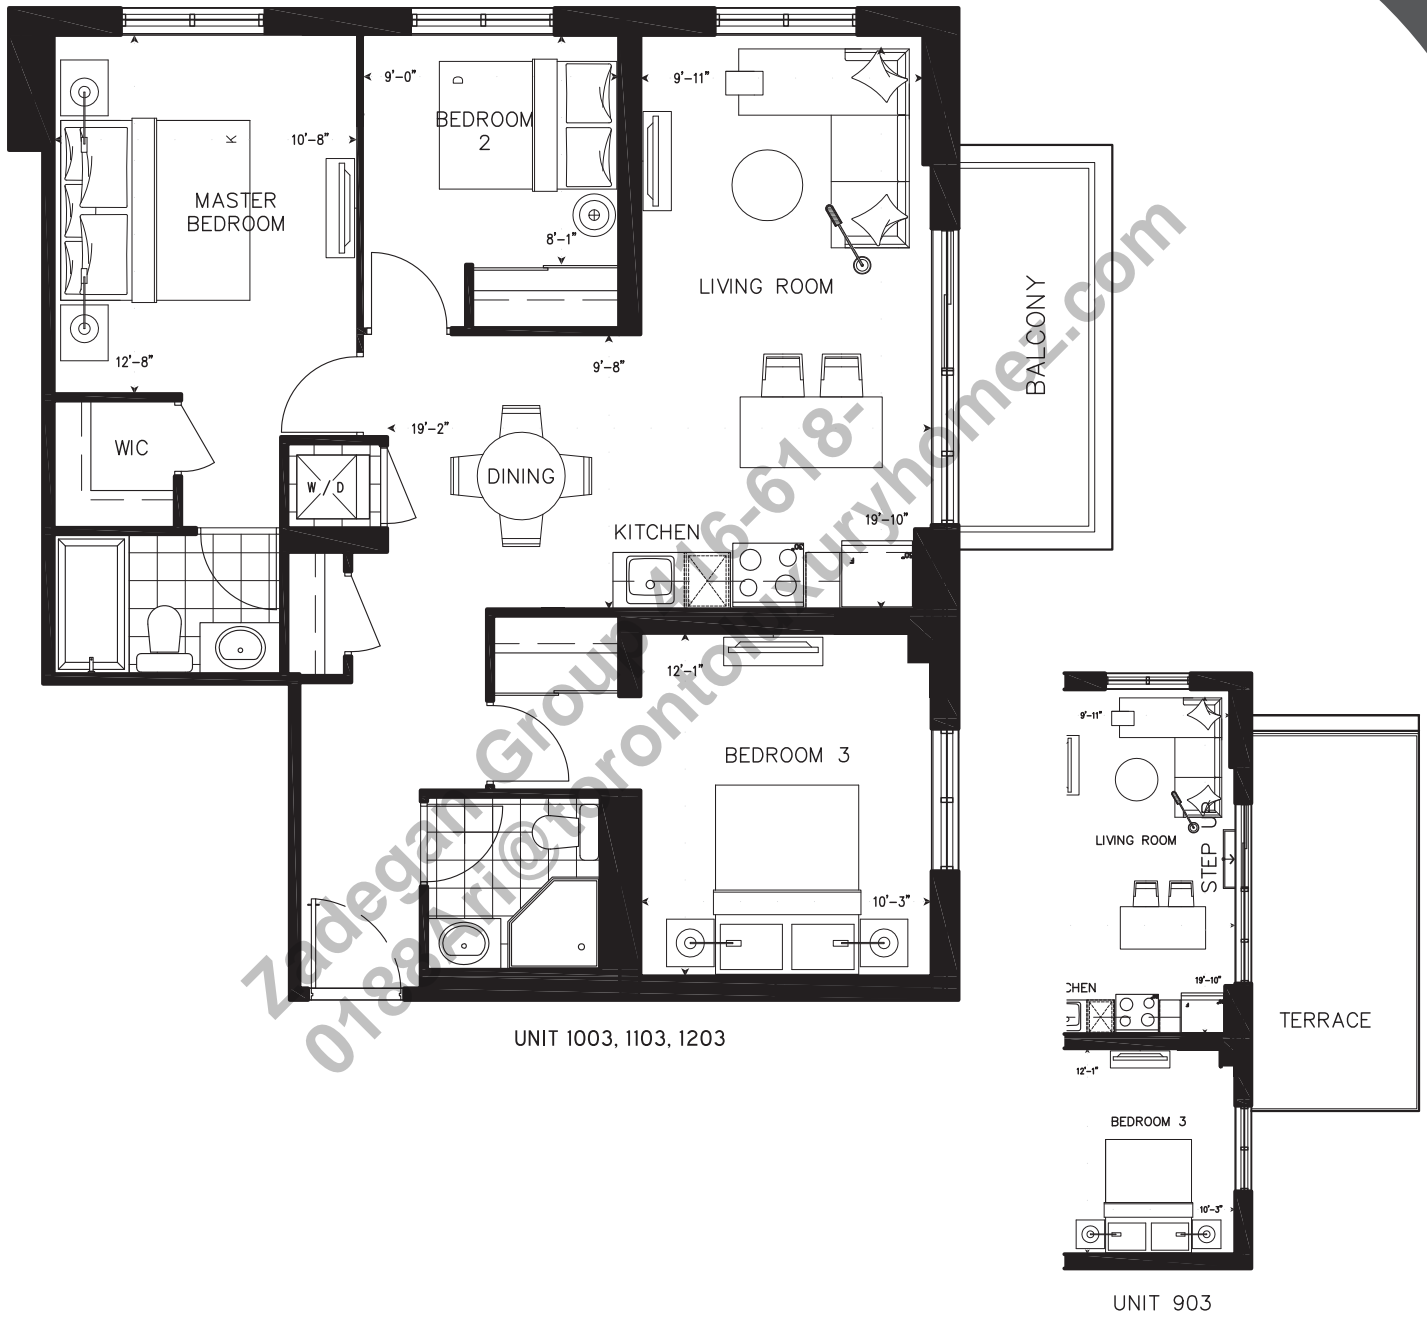 9'-0"
D
BEDROOM
2
9'-11"
10'-8"
K
MASTER
BEDROOM
8'-1"
LIVING ROOM
BALCONY
12'-8"
9'-8"
WIC
19'-2"
DINING
W / D
KITCHEN
19'-10"
12'-1"
BEDROOM 3
10'-3"
UNIT 1003, 1103, 1203
Zadegan Group 416-618-
0188Ari@torontoluxuryhomez.com
9'-11"
LIVING ROOM
STEP UP
19'-10"
CHEN
TERRACE
12'-1"
BEDROOM 3
10'-3"
UNIT 903